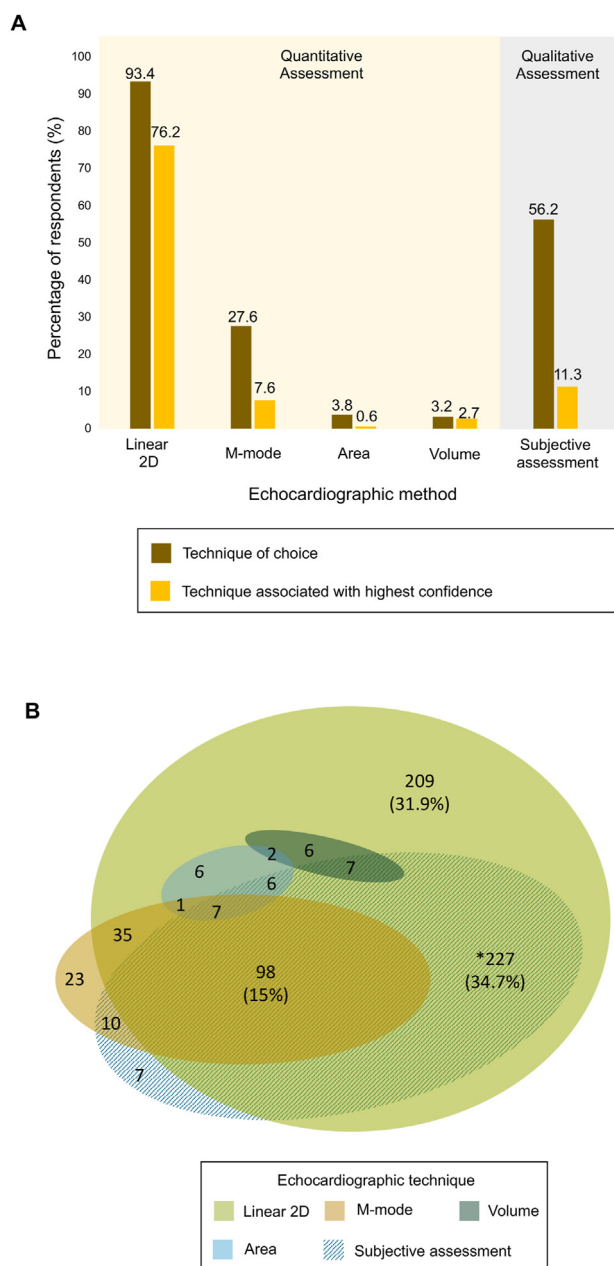 A
Quantitative
Assessment
Qualitative
Assessment
Percentage of respondents (%)
100
90
80
70
60
50
40
30
20
10
0
93.4
76.2
27.6
7.6
3.8
0.6
3.2
2.7
56.2
11.3
Linear
2D
M-mode
Area
Volume
Subjective
assessment
Echocardiographic method
Technique of choice
Technique associated with highest confidence
B
209
(31.9%)
2
6
7
6
6
1
7
35
*227
(34.7%)
23
98
(15%)
10
7
Echocardiographic technique
Linear 2D
M-mode
Volume
Area
Subjective assessment